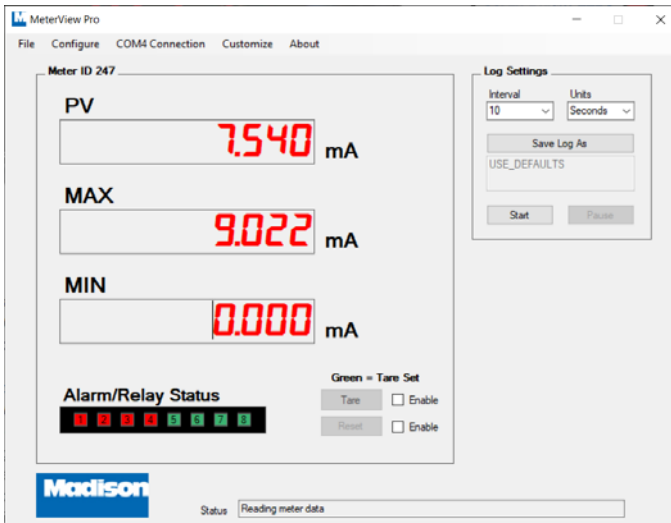 MeterView Pro
File Configure COM4 Connection Customize About
Meter ID 247
PV
7.540 mA
MAX
9.022 mA
MIN
0.000 mA
Green = Tare Set
Alarm/Relay Status
Tare Enable
1 2 3 4 5 6 7 8
Reset Enable
Log Settings
Interval Units
10 Seconds
Save Log As
USE_DEFAULTS
Start Pause
Madison
Status Reading meter data